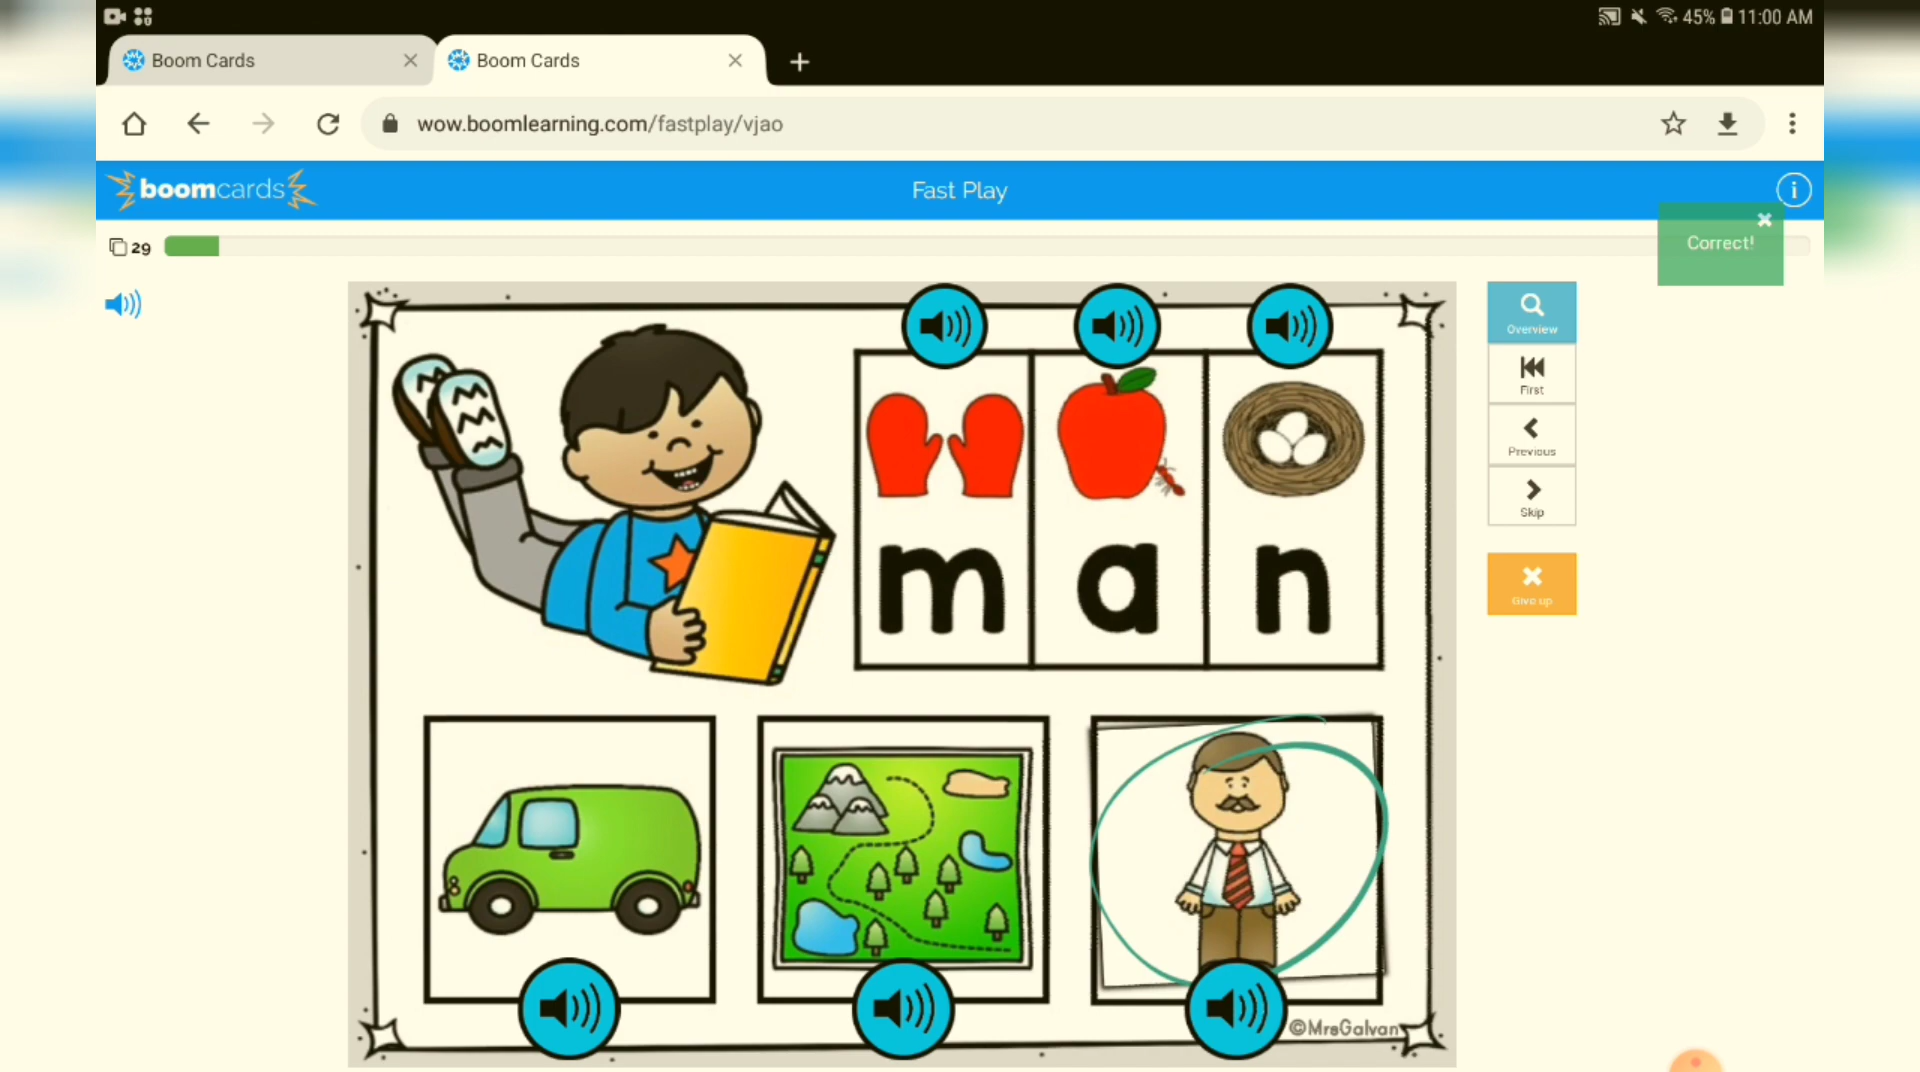 45% 11:00 AM
Boom Cards
Boom Cards
wow.boomlearning.com/fastplay/vjao
boomcards
Fast Play
i
29
Correct!
Overview
First
Previous
Skip
Give up
m a n
©MrsGalvan